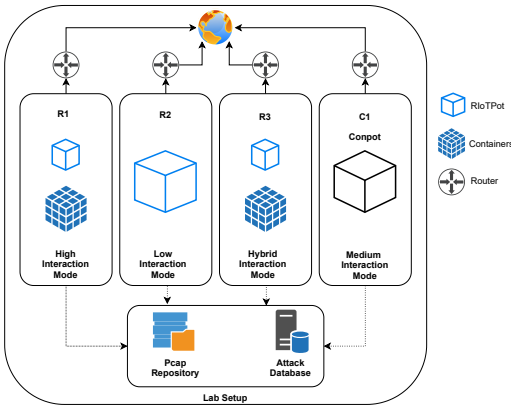 R1
R2
R3
C1
Conpot
High
Interaction
Mode
Low
Interaction
Mode
Hybrid
Interaction
Mode
Medium
Interaction
Mode
Pcap
Repository
Attack
Database
Lab Setup
RIoTPot
Containers
Router